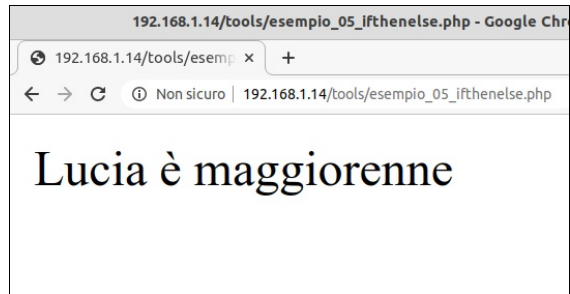 192.168.1.14/tools/esempio_05_ifthenelse.php - Google Chr
192.168.1.14/tools/esemp
Non sicuro 192.168.1.14/tools/esempio_05_ifthenelse.php
Lucia è maggiorenne